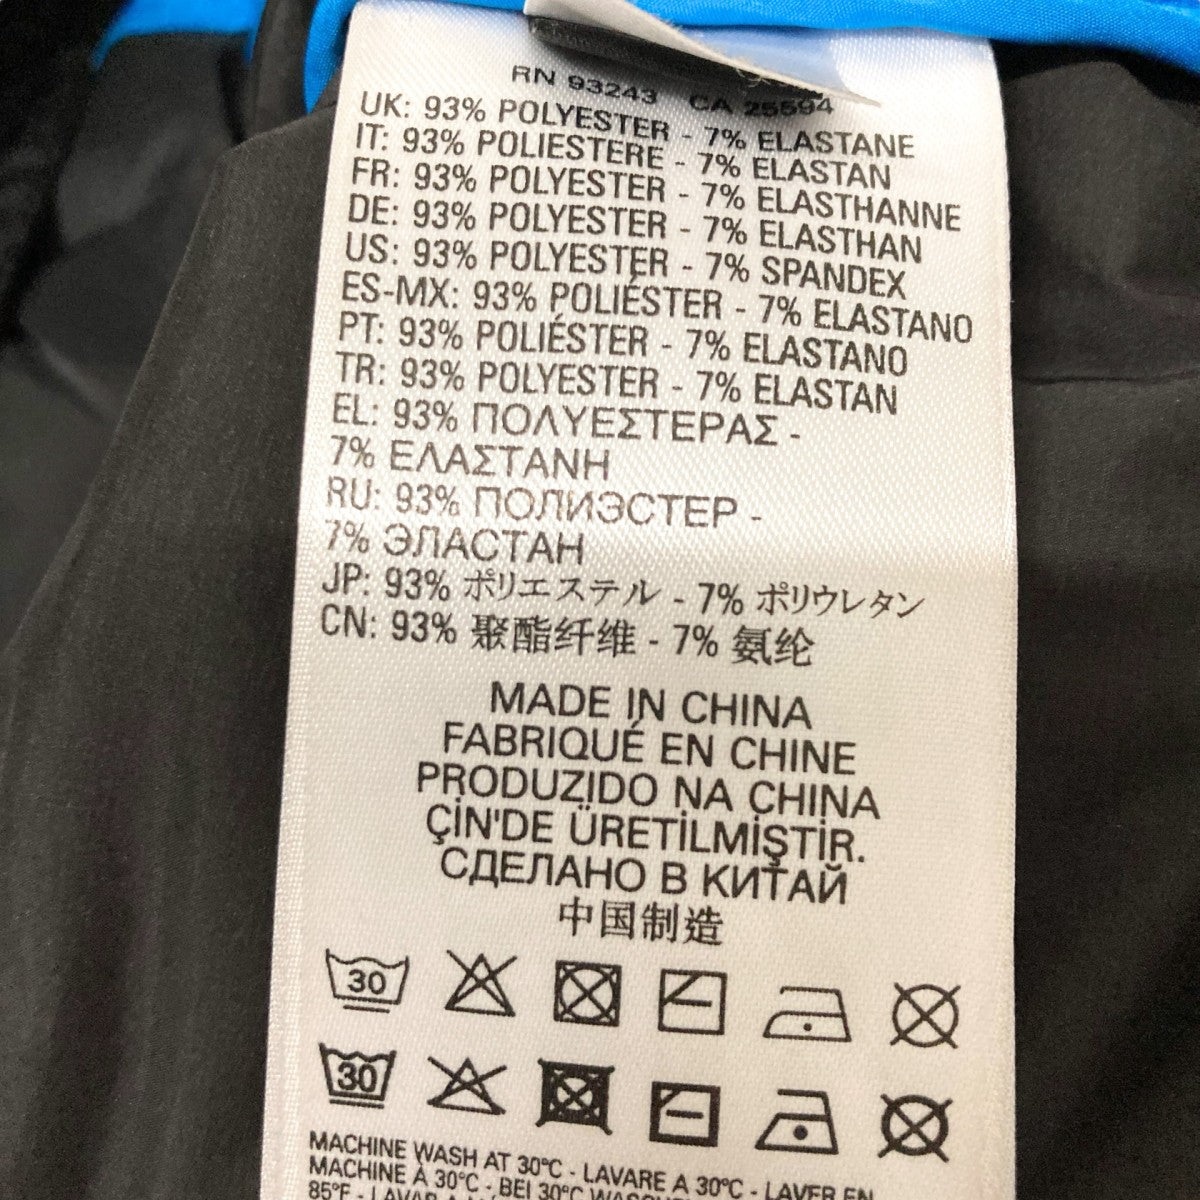 RN 93243 CA 25594
UK: 93% POLYESTER - 7% ELASTANE
IT: 93% POLIESTERE - 7% ELASTAN
FR: 93% POLYESTER - 7% ELASTHANNE
DE: 93% POLYESTER - 7% ELASTHAN
US: 93% POLYESTER - 7% SPANDEX
ES-MX: 93% POLIÉSTER - 7% ELASTANO
PT: 93% POLIÉSTER - 7% ELASTANO
TR: 93% POLYESTER - 7% ELASTAN
EL: 93% ΠΟΛΥΕΣΤΕΡΑΣ -
7% ΕΛΑΣΤΑΝΗ
RU: 93% ПОЛИЭСТЕР -
7% ЭЛАСТАН
JP: 93% ポリエステル - 7% ポリウレタン
CN: 93% 聚酯纤维 - 7% 氨纶
MADE IN CHINA
FABRIQUÉ EN CHINE
PRODUZIDO NA CHINA
ÇİN'DE ÜRETİLMİŞTİR.
СДЕЛАНО В КИТАЙ
中国制造
30
30
MACHINE WASH AT 30°C - LAVARE A 30°C - LAVER EN
MACHINE À 30°C - BEI 30°C
85°F - LAVAR A